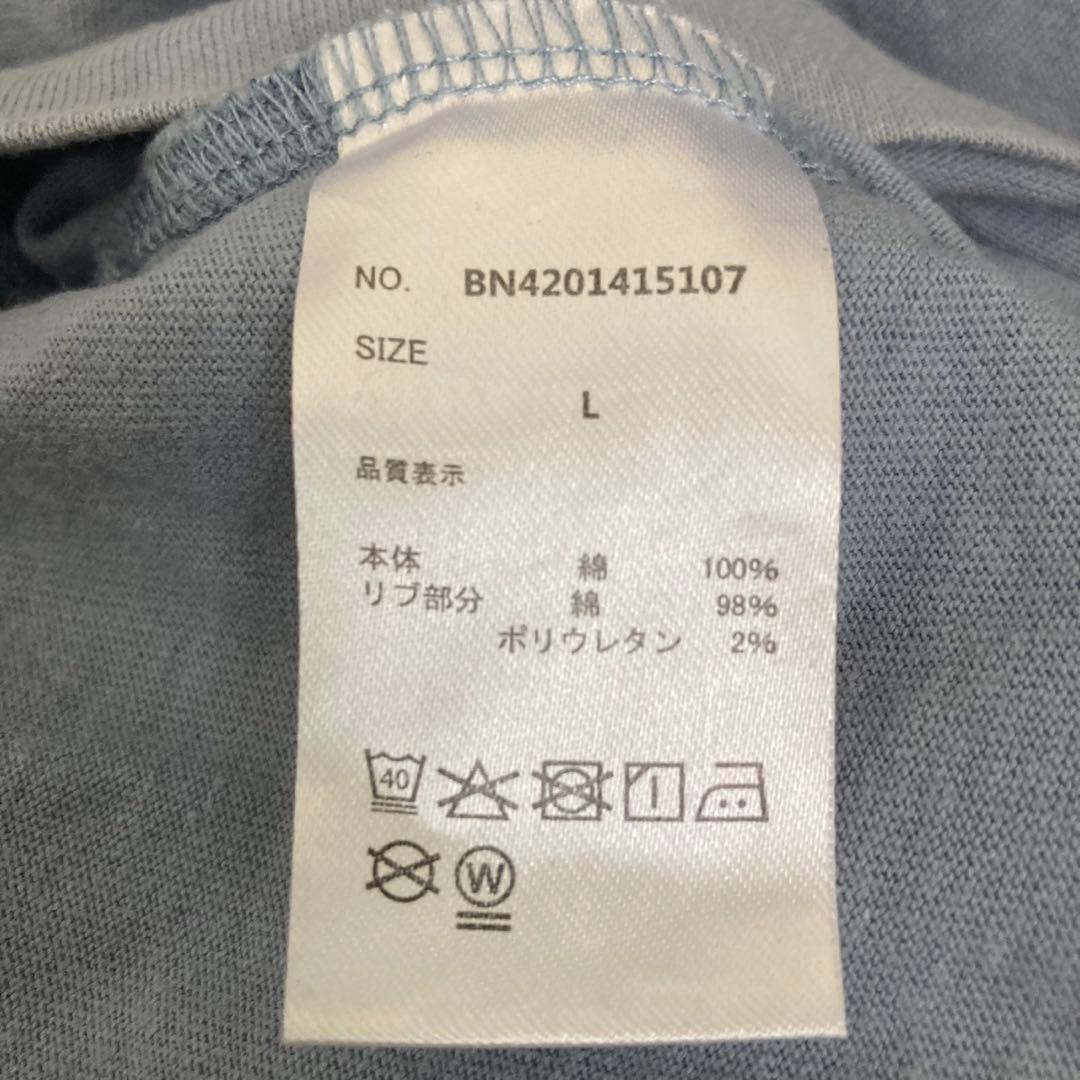 NO. BN4201415107
SIZE
L
品質表示
本体 綿 100%
リブ部分 綿 98%
ポリウレタン 2%
40
W